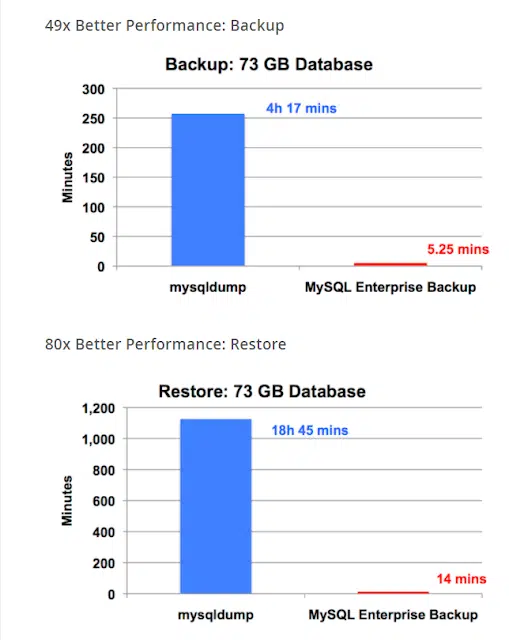 49x Better Performance: Backup
Backup: 73 GB Database
300
250
200
150
100
50
0
Minutes
4h 17 mins
5.25 mins
mysqldump
MySQL Enterprise Backup
80x Better Performance: Restore
Restore: 73 GB Database
1,200
1,000
800
600
400
200
0
Minutes
18h 45 mins
14 mins
mysqldump
MySQL Enterprise Backup